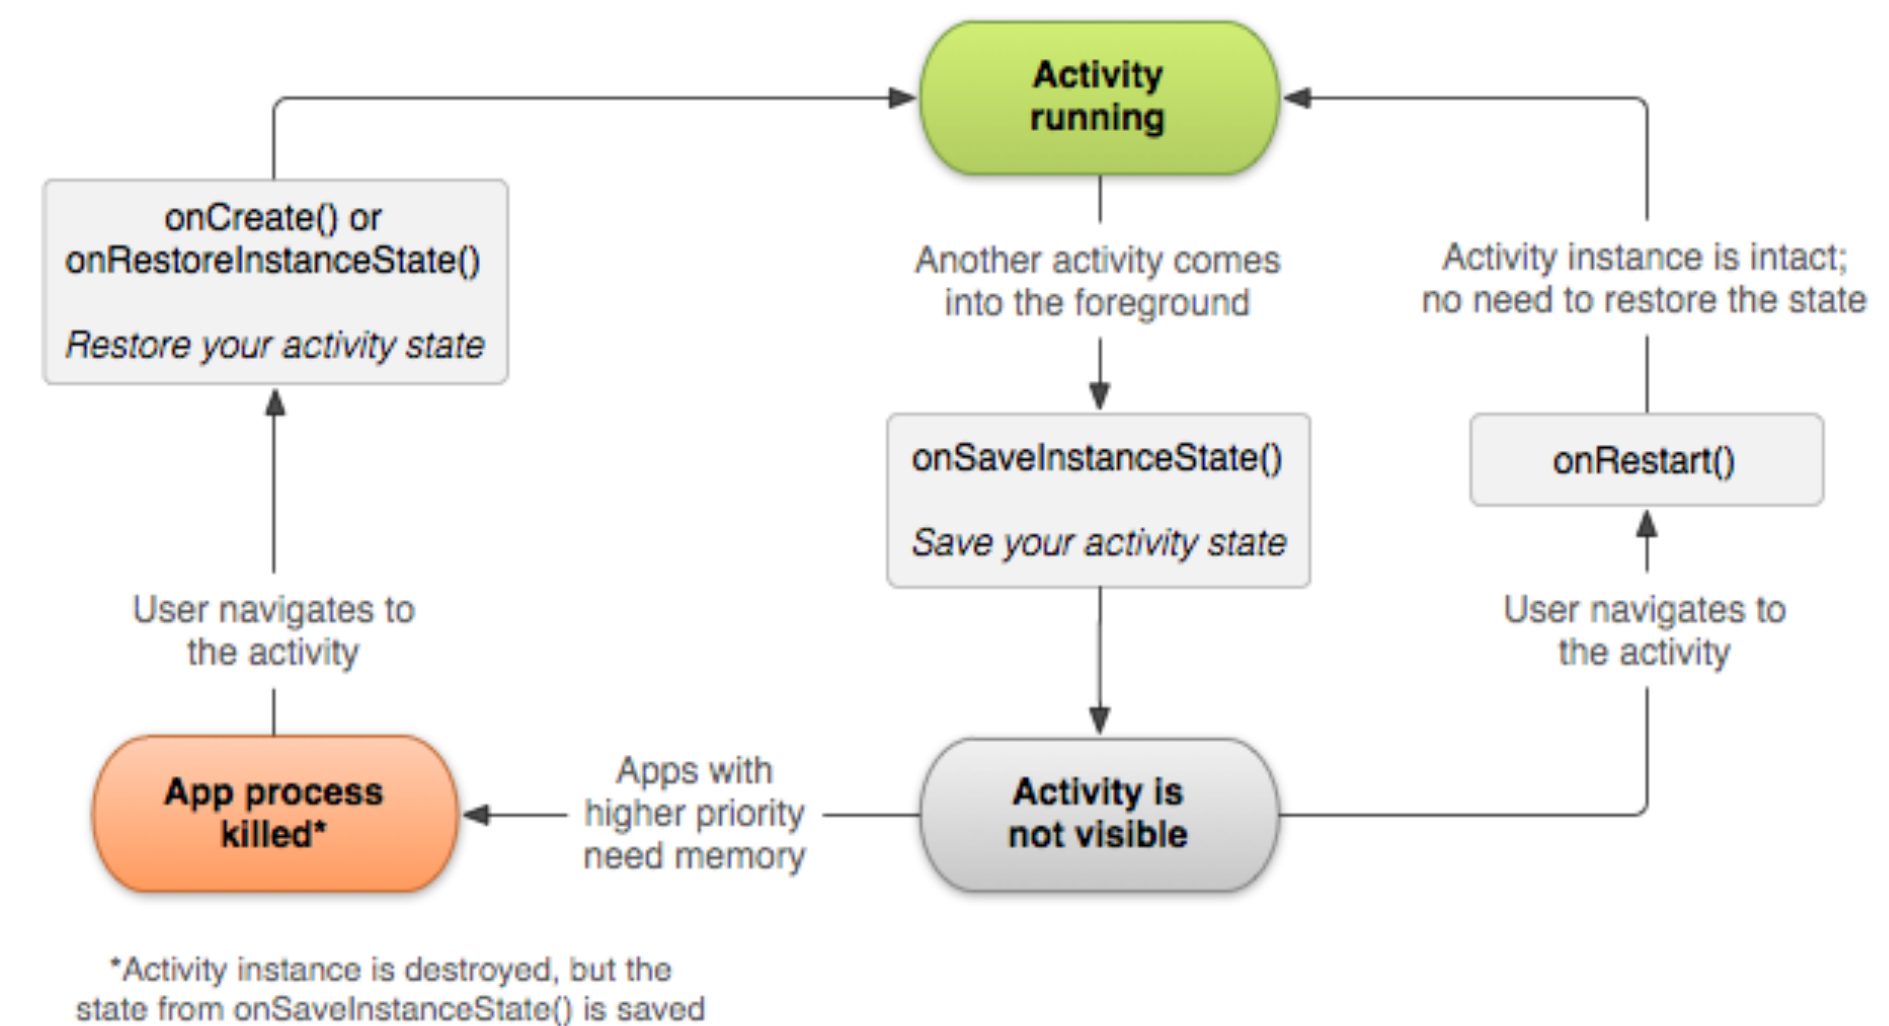 Activity
running
onCreate() or
onRestoreInstanceState()
Restore your activity state
Another activity comes
into the foreground
Activity instance is intact;
no need to restore the state
onSaveInstanceState()
Save your activity state
onRestart()
User navigates to
the activity
User navigates to
the activity
App process
killed*
Apps with
higher priority
need memory
Activity is
not visible
*Activity instance is destroyed, but the
state from onSaveInstanceState() is saved